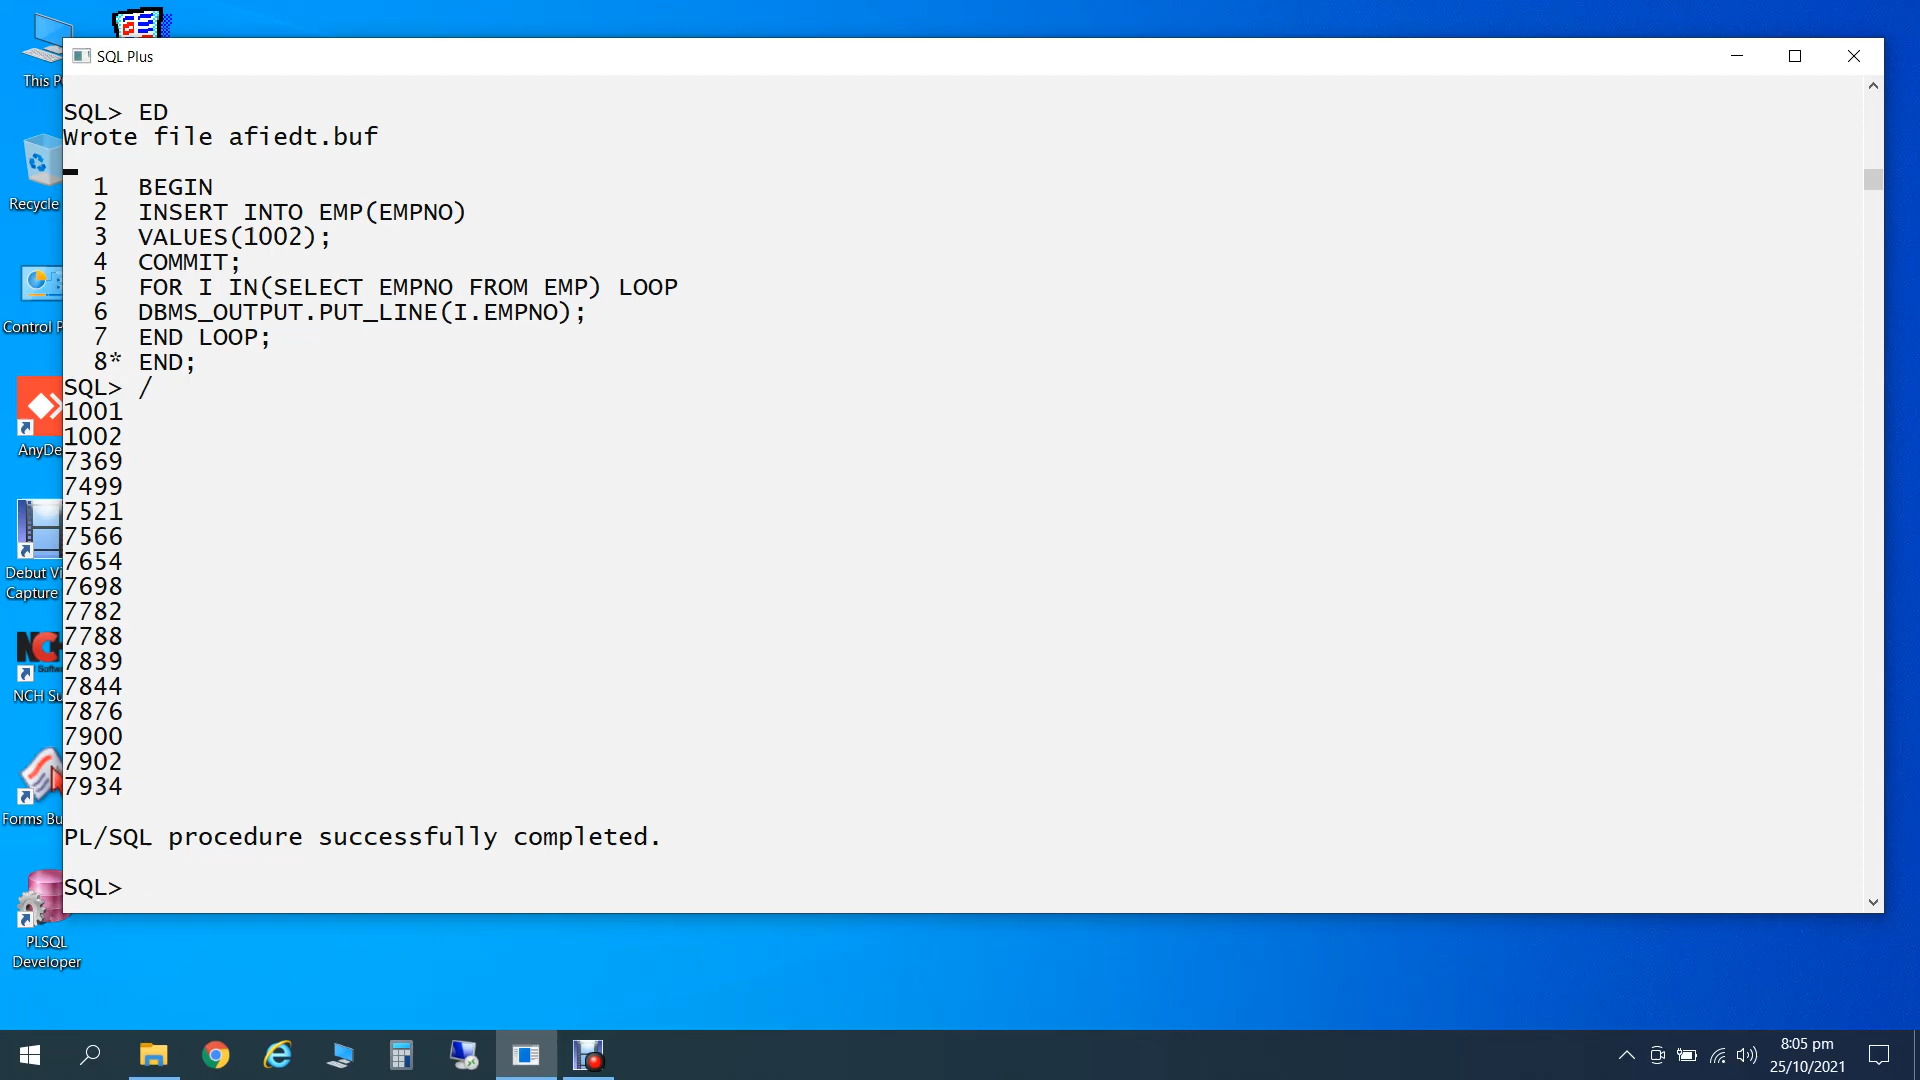 SQL Plus
SQL> ED
Wrote file afiedt.buf
1 BEGIN
2 INSERT INTO EMP(EMPNO)
3 VALUES(1002);
4 COMMIT;
5 FOR I IN(SELECT EMPNO FROM EMP) LOOP
6 DBMS_OUTPUT.PUT_LINE(I.EMPNO);
7 END LOOP;
8* END;
SQL> /
1001
1002
7369
7499
7521
7566
7654
7698
7782
7788
7839
7844
7876
7900
7902
7934
PL/SQL procedure successfully completed.
SQL>
This
Recycle
Control
Debut
Capture
NCH
Forms
PLSQL
Developer
8:05 pm
25/10/2021